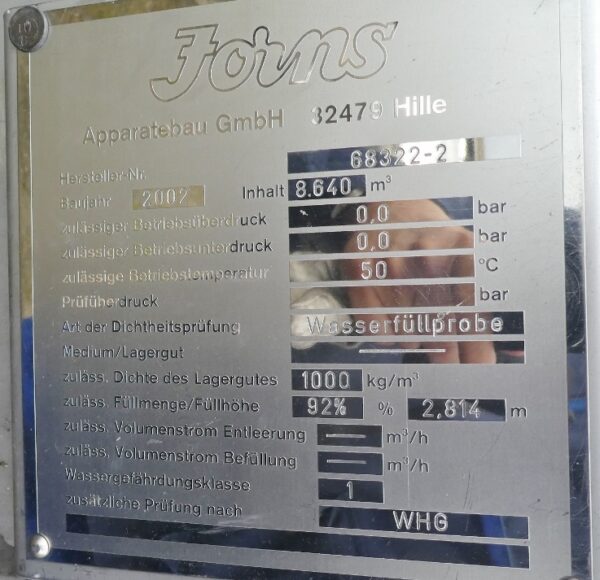 Jorns
Apparatebau GmbH 32479 Hille
Hersteller-Nr. 68322-2
Baujahr 2002 Inhalt 8.640 m³
zulässiger Betriebsüberdruck 0,0 bar
zulässiger Betriebsunterdruck 0,0 bar
zulässige Betriebstemperatur 50 °C
Prüfüberdruck bar
Art der Dichtheitsprüfung Wasserfüllprobe
Medium/Lagergut —
zuläss. Dichte des Lagergutes 1000 kg/m³
zuläss. Füllmenge/Füllhöhe 92% % 2,814 m
zuläss. Volumenstrom Entleerung — m³/h
zuläss. Volumenstrom Befüllung — m³/h
Wassergefährdungsklasse 1
zusätzliche Prüfung nach WHG